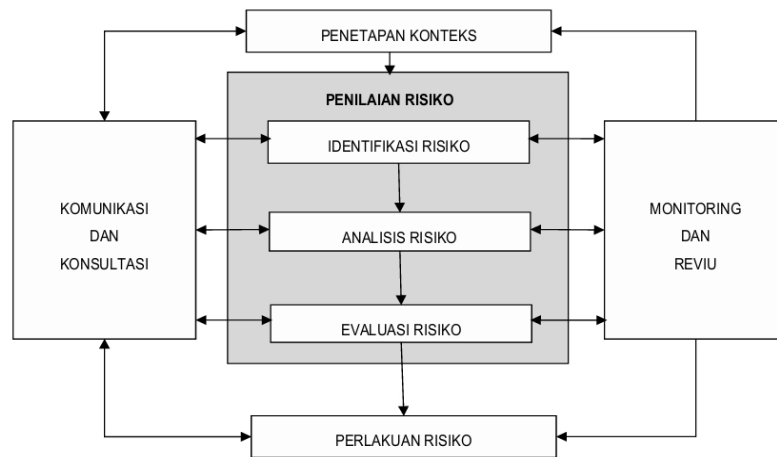 PENETAPAN KONTEKS
PENILAIAN RISIKO
IDENTIFIKASI RISIKO
KOMUNIKASI
DAN
KONSULTASI
ANALISIS RISIKO
MONITORING
DAN
REVIU
EVALUASI RISIKO
PERLAKUAN RISIKO